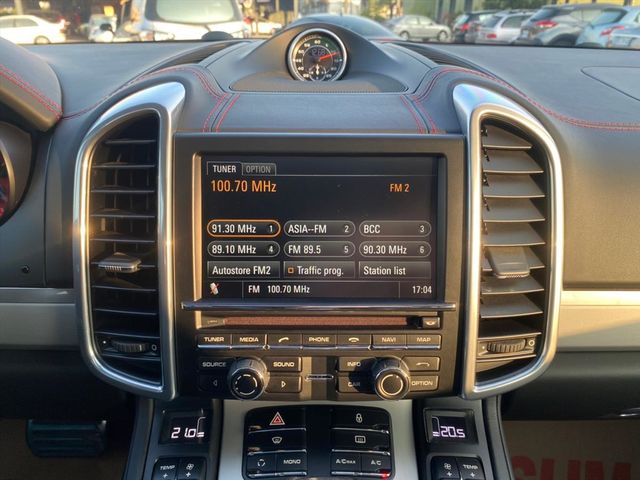 TUNER OPTION
100.70 MHz FM 2
91.30 MHz 1 ASIA--FM 2 BCC 3
89.10 MHz 4 FM 89.5 5 90.30 MHz 6
Autostore FM2 Traffic prog. Station list
FM 100.70 MHz 17:04
TUNER MEDIA PHONE NAVI MAP
SOURCE SOUND INFO
CAR OPTION
21.0 20.5
TEMP MONO A/C A/C TEMP
MAX
SUM